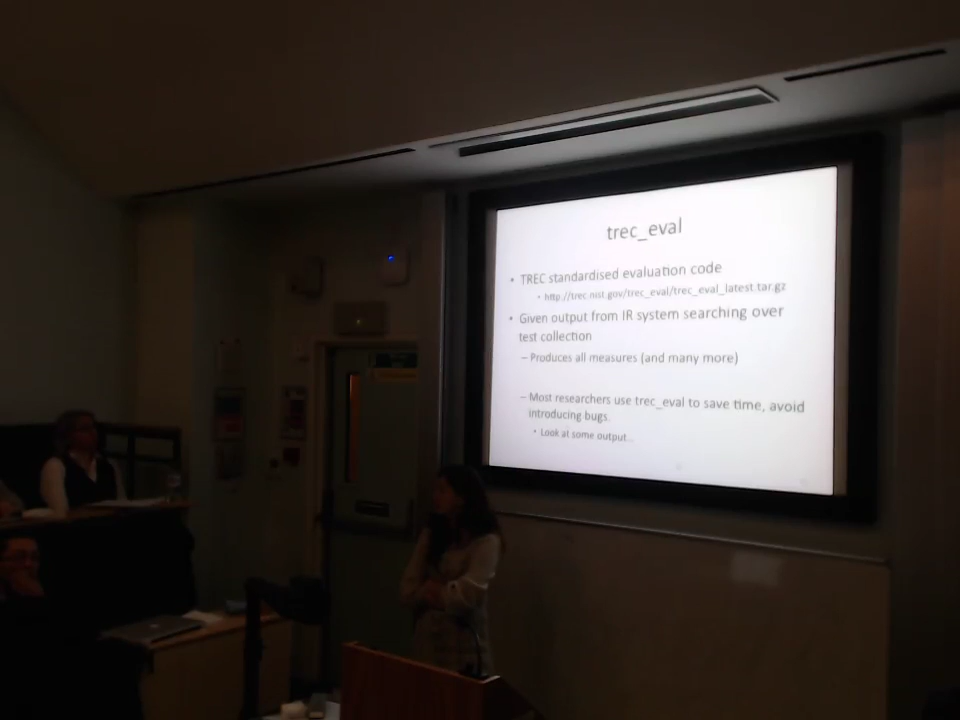 trec_eval
• TREC standardised evaluation code
• http://trec.nist.gov/trec_eval/trec_eval_latest.tar.gz
• Given output from IR system searching over
test collection
– Produces all measures (and many more)
– Most researchers use trec_eval to save time, avoid
introducing bugs.
• Look at some output…